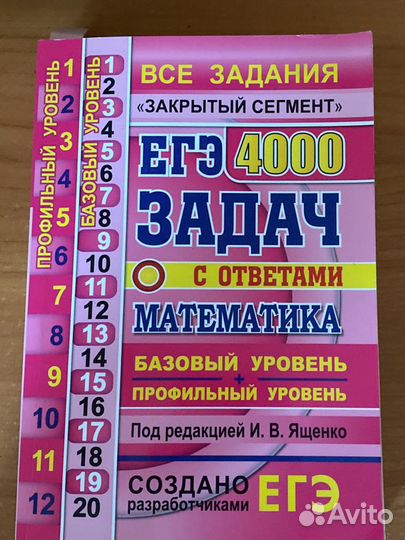 ПРОФИЛЬНЫЙ УРОВЕНЬ
1
2
3
4
5
6
7
8
9
10
11
12
БАЗОВЫЙ УРОВЕНЬ
1
2
3
4
5
6
7
8
9
10
11
12
13
14
15
16
17
18
19
20
ВСЕ ЗАДАНИЯ
«ЗАКРЫТЫЙ СЕГМЕНТ»
ЕГЭ 4000
ЗАДАЧ
С ОТВЕТАМИ
МАТЕМАТИКА
БАЗОВЫЙ УРОВЕНЬ
+
ПРОФИЛЬНЫЙ УРОВЕНЬ
Под редакцией И. В. Ященко
СОЗДАНО
разработчиками ЕГЭ
Avito